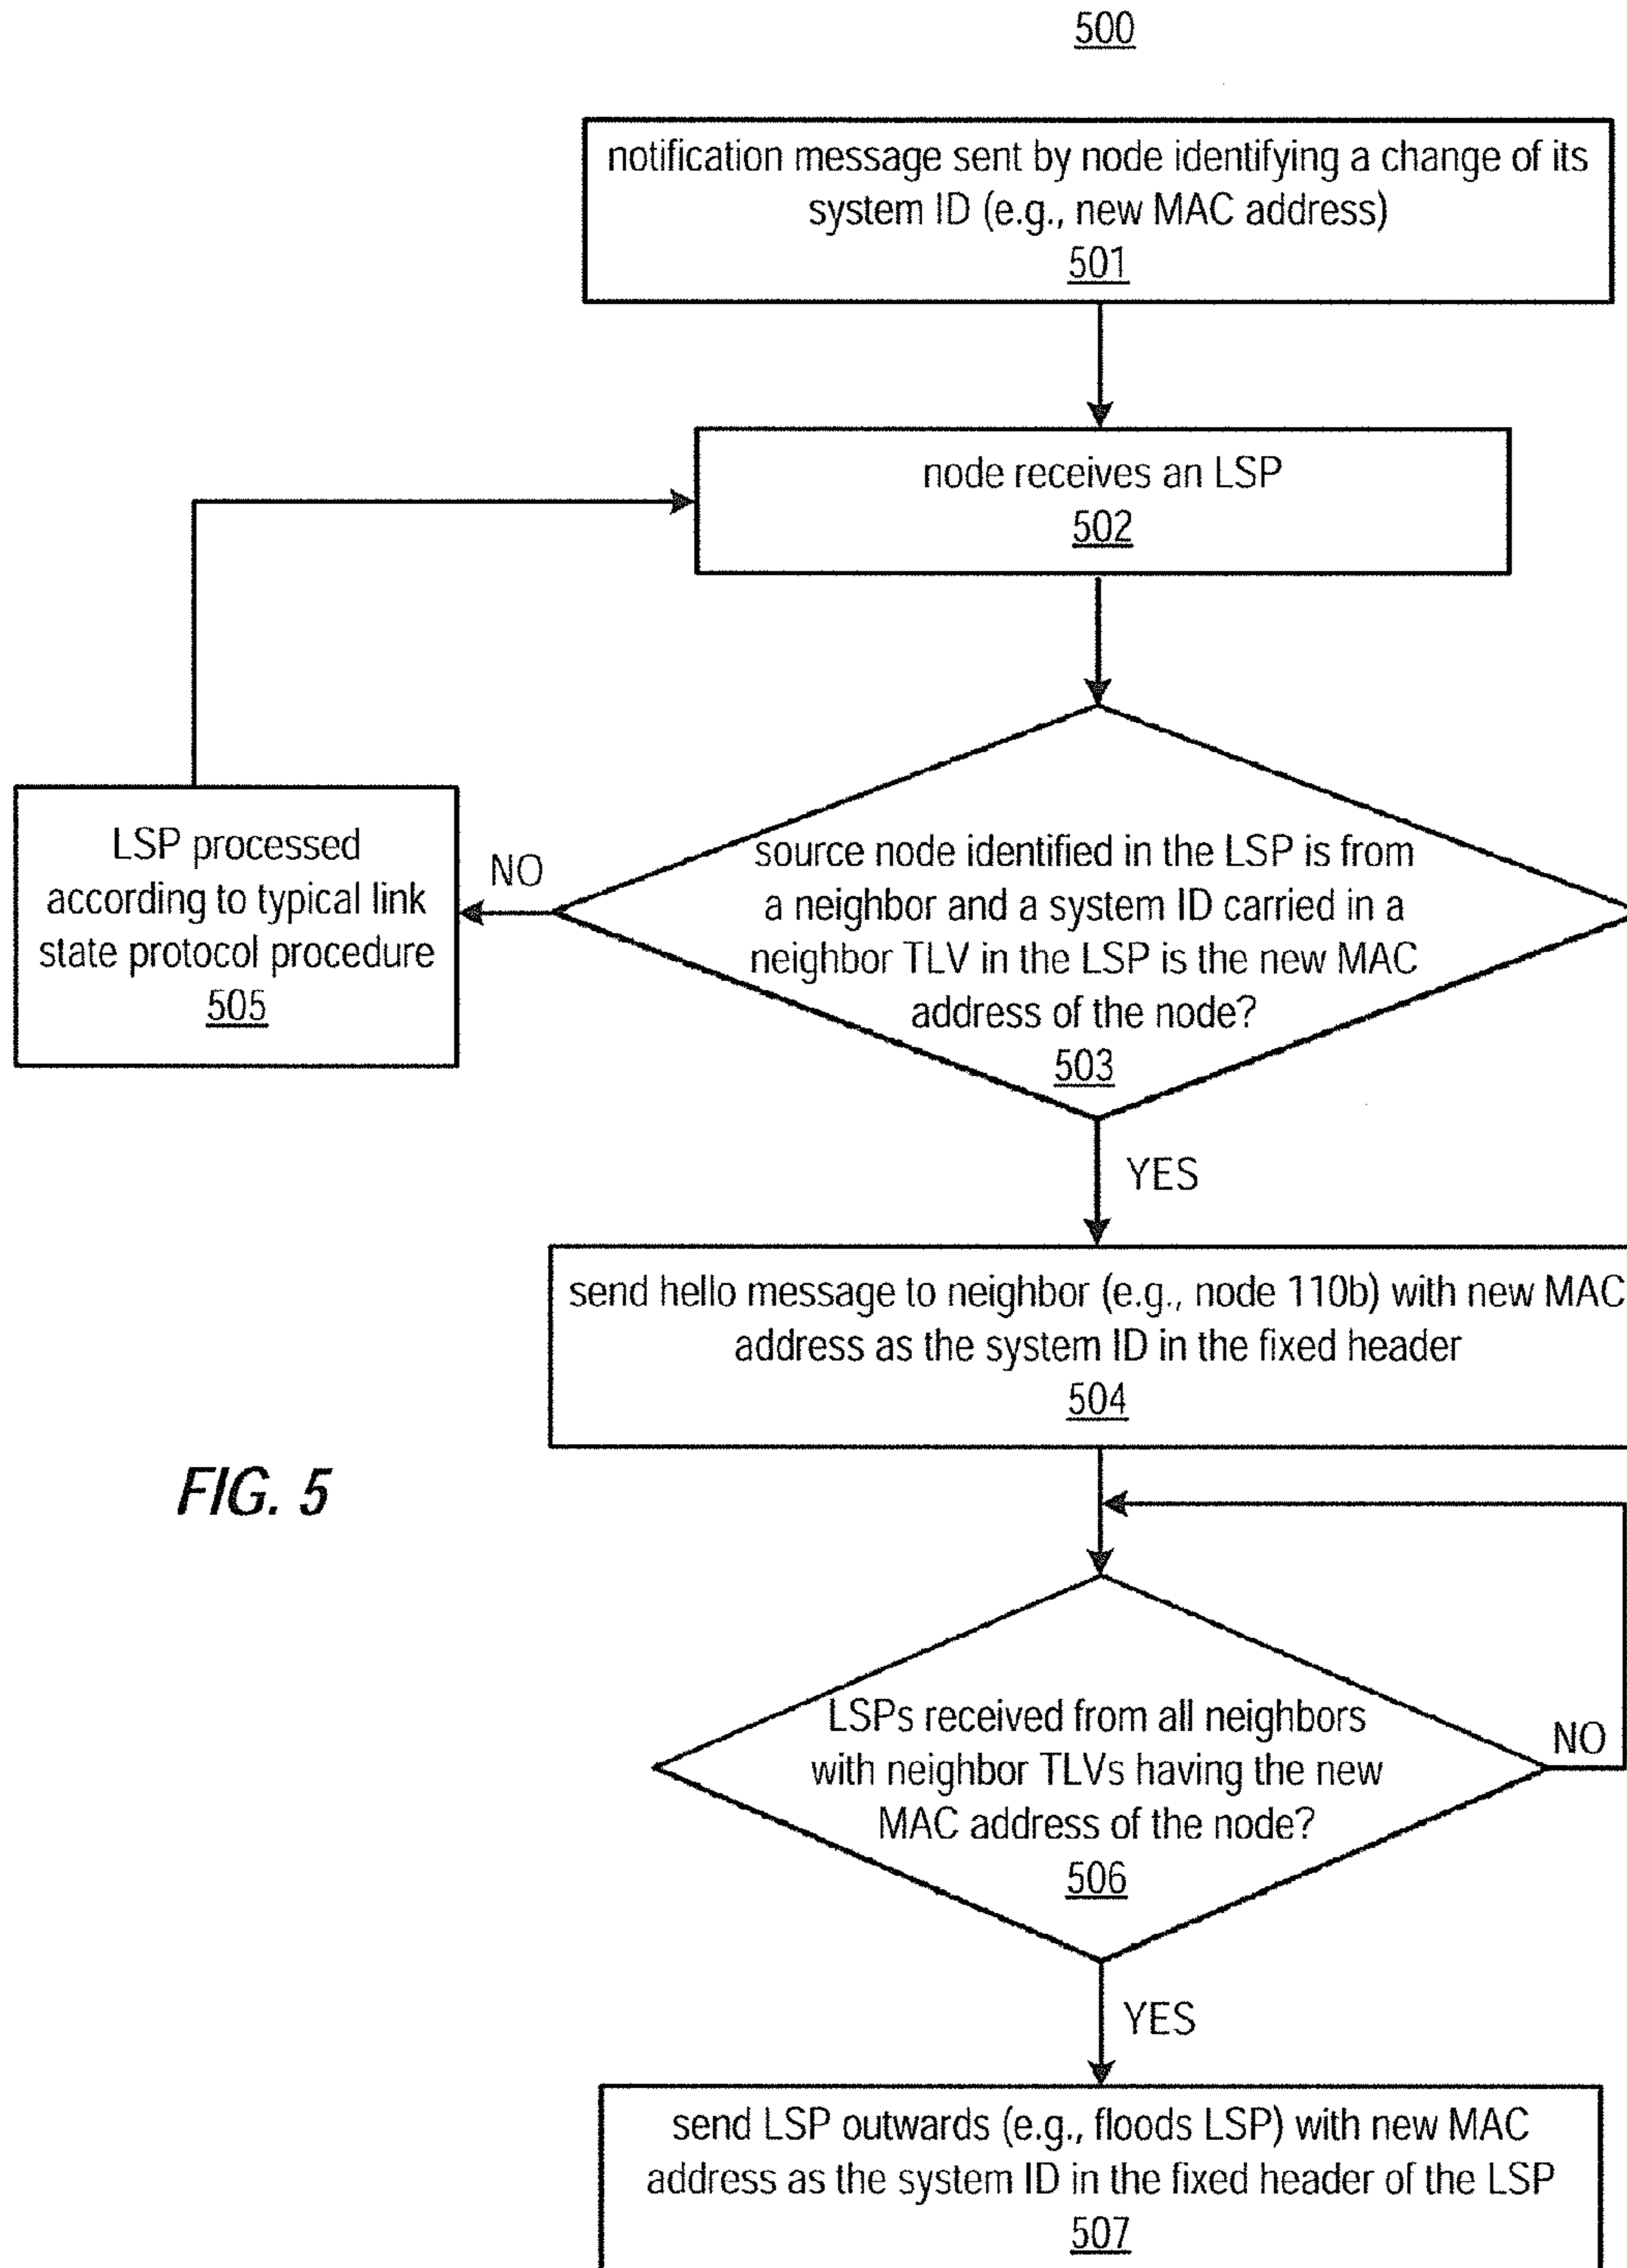 500
notification message sent by node identifying a change of its
system ID (e.g., new MAC address)
501
node receives an LSP
502
LSP processed
according to typical link
state protocol procedure
505
NO
source node identified in the LSP is from
a neighbor and a system ID carried in a
neighbor TLV in the LSP is the new MAC
address of the node?
503
YES
send hello message to neighbor (e.g., node 110b) with new MAC
address as the system ID in the fixed header
504
FIG. 5
LSPs received from all neighbors
with neighbor TLVs having the new
MAC address of the node?
506
NO
YES
send LSP outwards (e.g., floods LSP) with new MAC
address as the system ID in the fixed header of the LSP
507